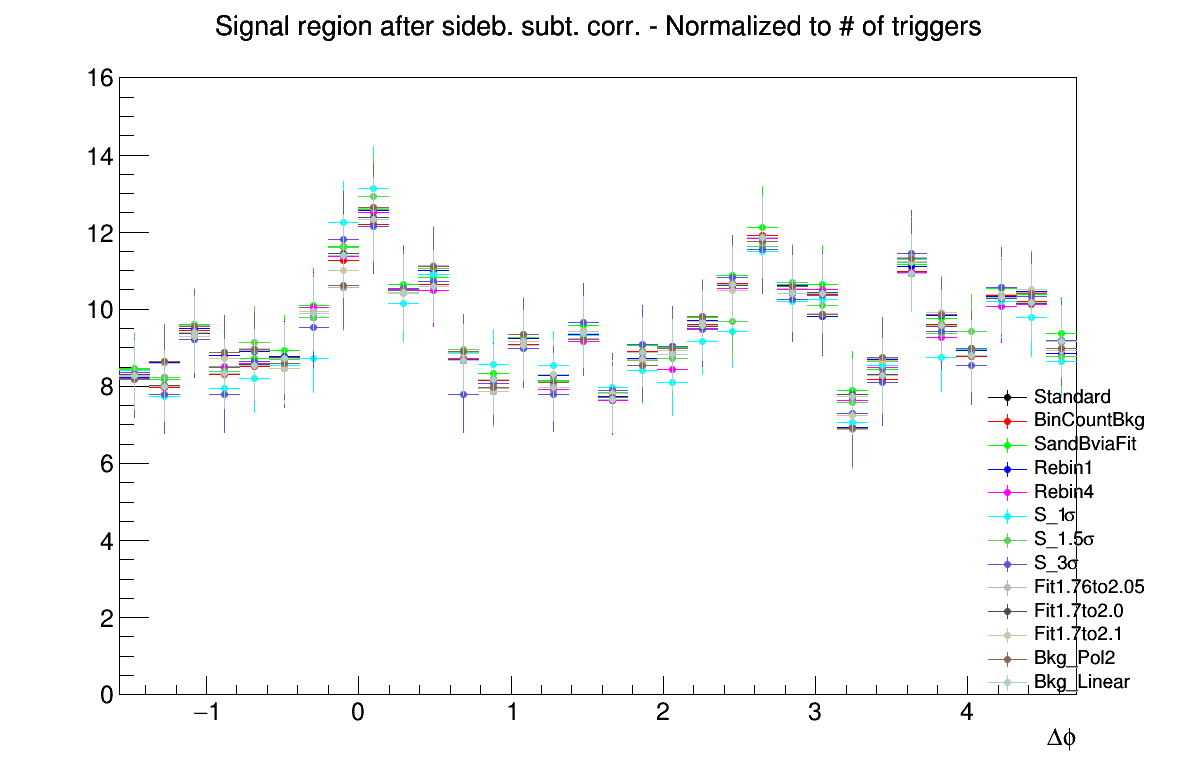 Signal region after sideb. subt. corr. - Normalized to # of triggers
16
14
12
10
8
6
4
2
0
−1 0 1 2 3 4
Δϕ
Standard
BinCountBkg
SandBviaFit
Rebin1
Rebin4
S_1σ
S_1.5σ
S_3σ
Fit1.76to2.05
Fit1.7to2.0
Fit1.7to2.1
Bkg_Pol2
Bkg_Linear